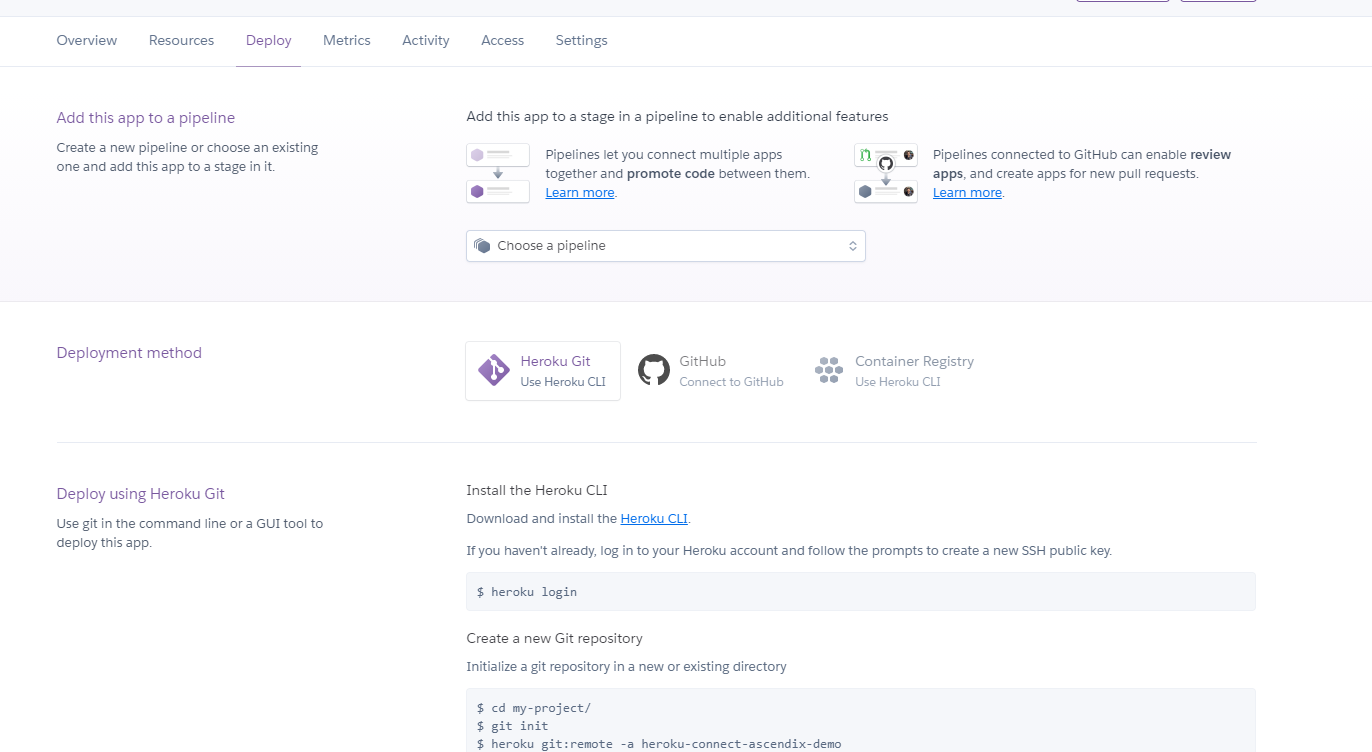 Overview Resources Deploy Metrics Activity Access Settings
Add this app to a pipeline
Create a new pipeline or choose an existing
one and add this app to a stage in it.
Add this app to a stage in a pipeline to enable additional features
Pipelines let you connect multiple apps
together and promote code between them.
Learn more.
Pipelines connected to GitHub can enable review
apps, and create apps for new pull requests.
Learn more.
Choose a pipeline
Deployment method
Heroku Git
Use Heroku CLI
GitHub
Connect to GitHub
Container Registry
Use Heroku CLI
Deploy using Heroku Git
Use git in the command line or a GUI tool to
deploy this app.
Install the Heroku CLI
Download and install the Heroku CLI.
If you haven't already, log in to your Heroku account and follow the prompts to create a new SSH public key.
$ heroku login
Create a new Git repository
Initialize a git repository in a new or existing directory
$ cd my-project/
$ git init
$ heroku git:remote -a heroku-connect-ascendix-demo